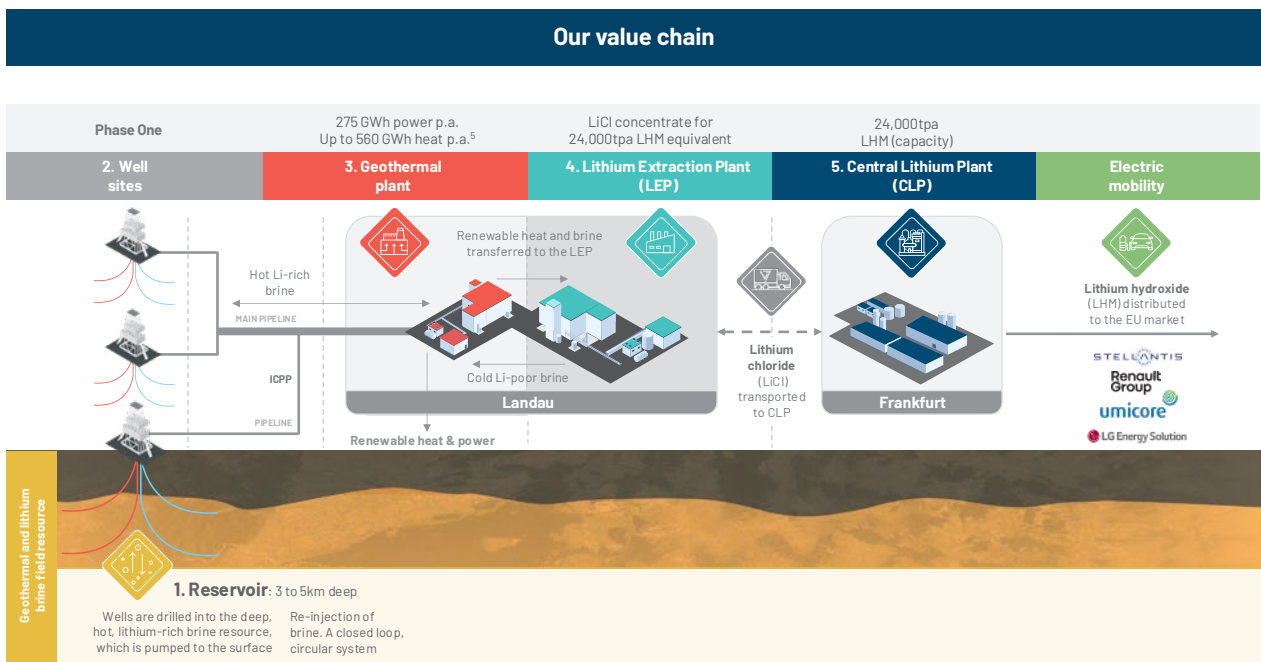 Our value chain
Phase One
275 GWh power p.a.
Up to 560 GWh heat p.a.⁵
LiCl concentrate for
24,000tpa LHM equivalent
24,000tpa
LHM (capacity)
2. Well
sites
3. Geothermal
plant
4. Lithium Extraction Plant
(LEP)
5. Central Lithium Plant
(CLP)
Electric
mobility
Renewable heat and brine
transferred to the LEP
Hot Li-rich
brine
MAIN PIPELINE
ICPP
PIPELINE
Cold Li-poor brine
Landau
Renewable heat & power
Lithium
chloride
(LiCl)
transported
to CLP
Frankfurt
Lithium hydroxide
(LHM) distributed
to the EU market
STELLANTIS
Renault
Group
umicore
LG Energy Solution
Geothermal and lithium
brine field resource
1. Reservoir: 3 to 5km deep
Wells are drilled into the deep,
hot, lithium-rich brine resource,
which is pumped to the surface
Re-injection of
brine. A closed loop,
circular system